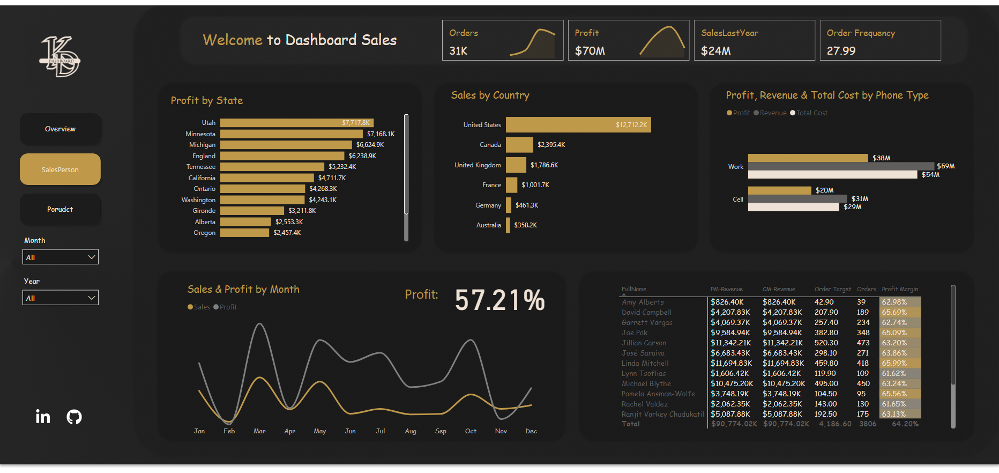 KD
DASHBOARD
Welcome to Dashboard Sales
Orders
31K
Profit
$70M
SalesLastYear
$24M
Order Frequency
27.99
Overview
SalesPerson
Porudct
Month
All
Year
All
Profit by State
Utah $7,717.8K
Minnesota $7,168.1K
Michigan $6,624.9K
England $6,238.9K
Tennessee $5,232.4K
California $4,711.7K
Ontario $4,268.3K
Washington $4,243.1K
Gironde $3,211.8K
Alberta $2,553.3K
Oregon $2,457.4K
Sales by Country
United States $12,712.2K
Canada $2,395.4K
United Kingdom $1,786.6K
France $1,001.7K
Germany $461.3K
Australia $358.2K
Profit, Revenue & Total Cost by Phone Type
Profit Revenue Total Cost
$38M
Work $59M
$54M
$20M
Cell $31M
$29M
Sales & Profit by Month
Profit: 57.21%
Sales Profit
Jan Feb Mar Apr May Jun Jul Aug Sep Oct Nov Dec
FullName PM-Revenue CM-Revenue Order Target Orders Profit Margin
Amy Alberts $826.40K $826.40K 42.90 39 62.98%
David Campbell $4,207.83K $4,207.83K 207.90 189 65.69%
Garrett Vargas $4,069.37K $4,069.37K 257.40 234 62.74%
Jae Pak $9,584.94K $9,584.94K 382.80 348 65.09%
Jillian Carson $11,342.21K $11,342.21K 520.30 473 63.20%
José Saraiva $6,683.43K $6,683.43K 298.10 271 63.86%
Linda Mitchell $11,694.83K $11,694.83K 459.80 418 65.99%
Lynn Tsoflias $1,606.42K $1,606.42K 119.90 109 61.62%
Michael Blythe $10,475.20K $10,475.20K 495.00 450 63.24%
Pamela Ansman-Wolfe $3,748.19K $3,748.19K 104.50 95 65.56%
Rachel Valdez $2,062.35K $2,062.35K 143.00 130 61.65%
Ranjit Varkey Chudukatil $5,087.88K $5,087.88K 192.50 175 63.13%
Total $90,774.02K $90,774.02K 4,186.60 3806 64.20%
in